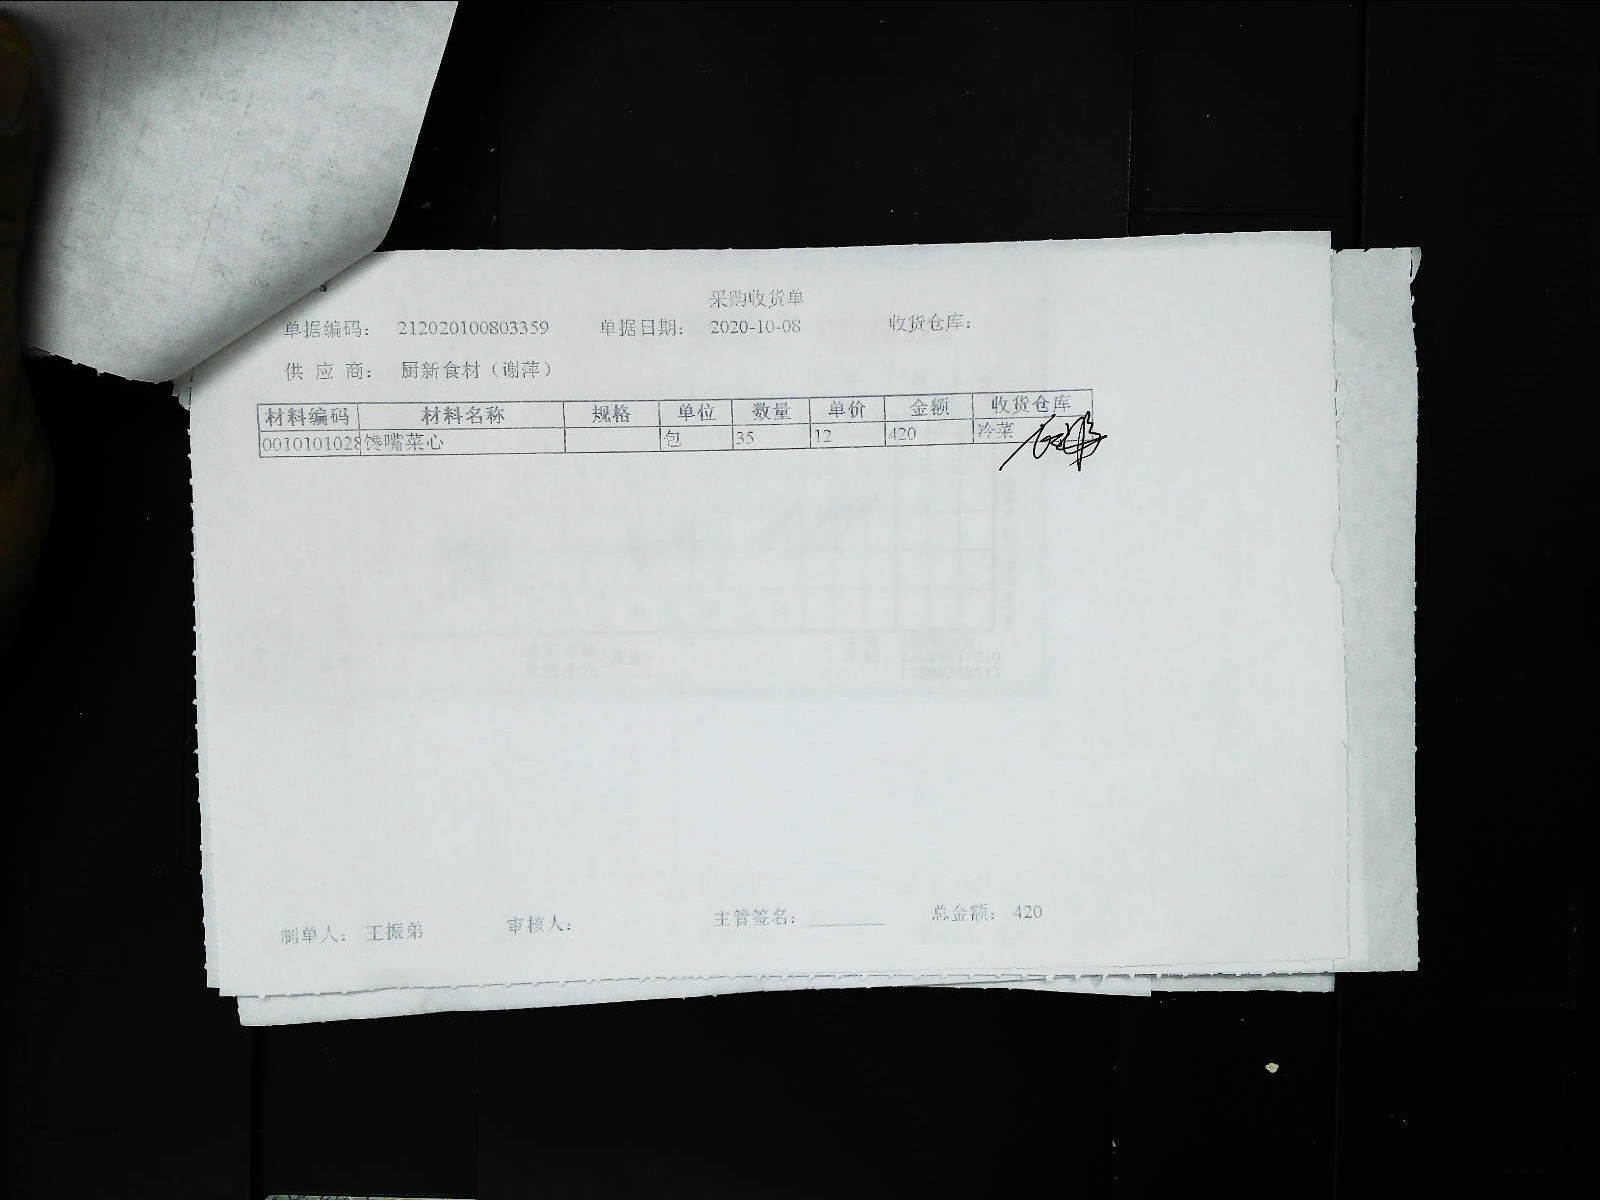 采购收货单
单据编码： 212020100803359 单据日期： 2020-10-08 收货仓库：
供 应 商： 厨新食材（谢萍）
材料编码 材料名称 规格 单位 数量 单价 金额 收货仓库
0010101028 馋嘴菜心 包 35 12 420 冷菜
制单人： 王振弟 审核人： 主管签名： 总金额： 420